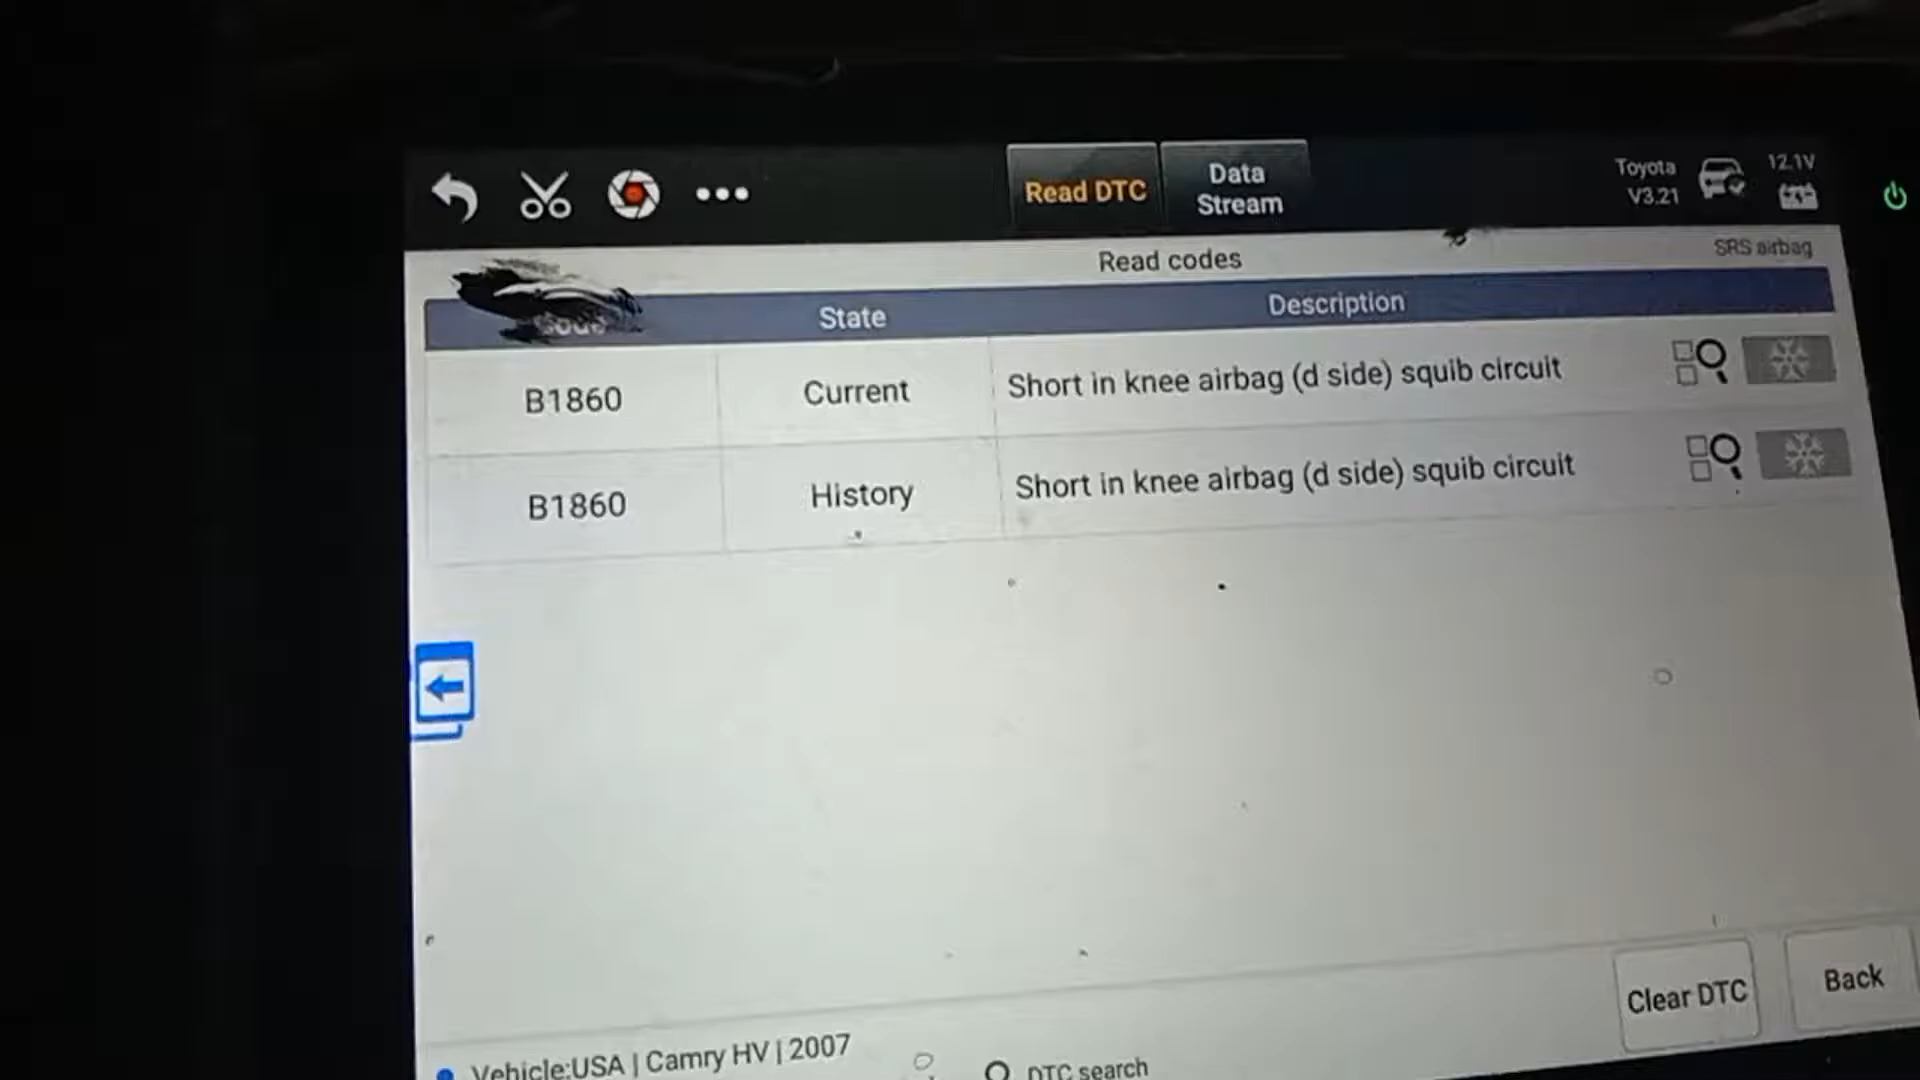 Read DTC
Data
Stream
Toyota
V3.21
12.1V
Read codes
SRS airbag
Code State Description
B1860 Current Short in knee airbag (d side) squib circuit
B1860 History Short in knee airbag (d side) squib circuit
Clear DTC
Back
Vehicle:USA | Camry HV | 2007
DTC search